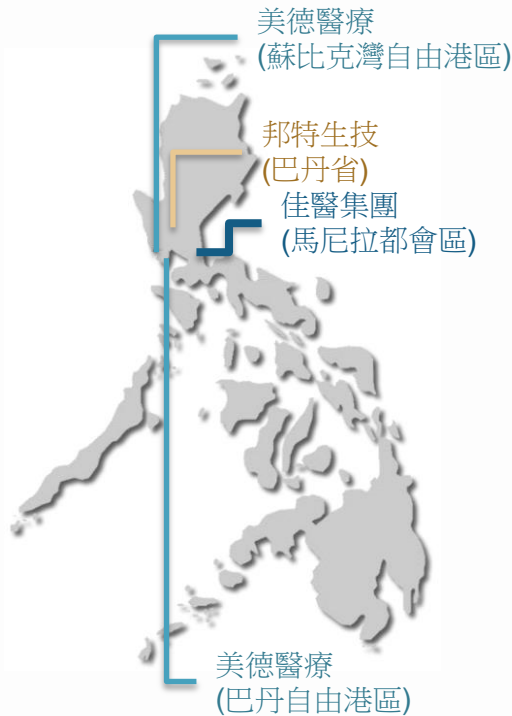 美德醫療
(蘇比克灣自由港區)
邦特生技
(巴丹省)
佳醫集團
(馬尼拉都會區)
美德醫療
(巴丹自由港區)